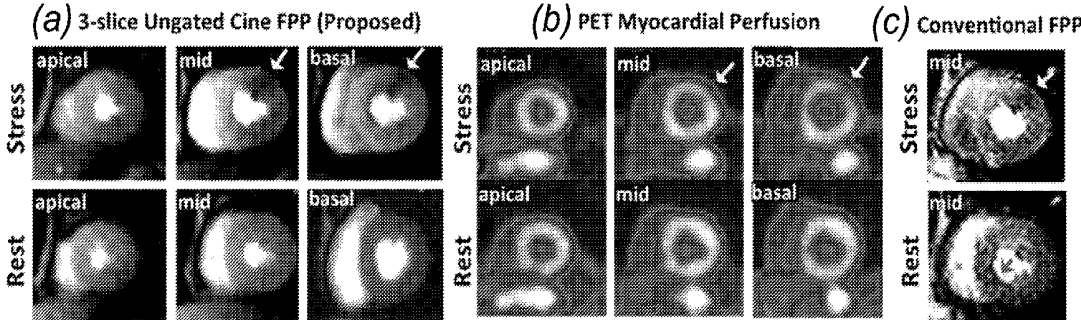 (a) 3-slice Ungated Cine FPP (Proposed)
(b) PET Myocardial Perfusion
(c) Conventional FPP
Stress
apical
mid
basal
Stress
apical
mid
basal
Stress
mid
Rest
apical
mid
basal
Rest
apical
mid
basal
Rest
mid